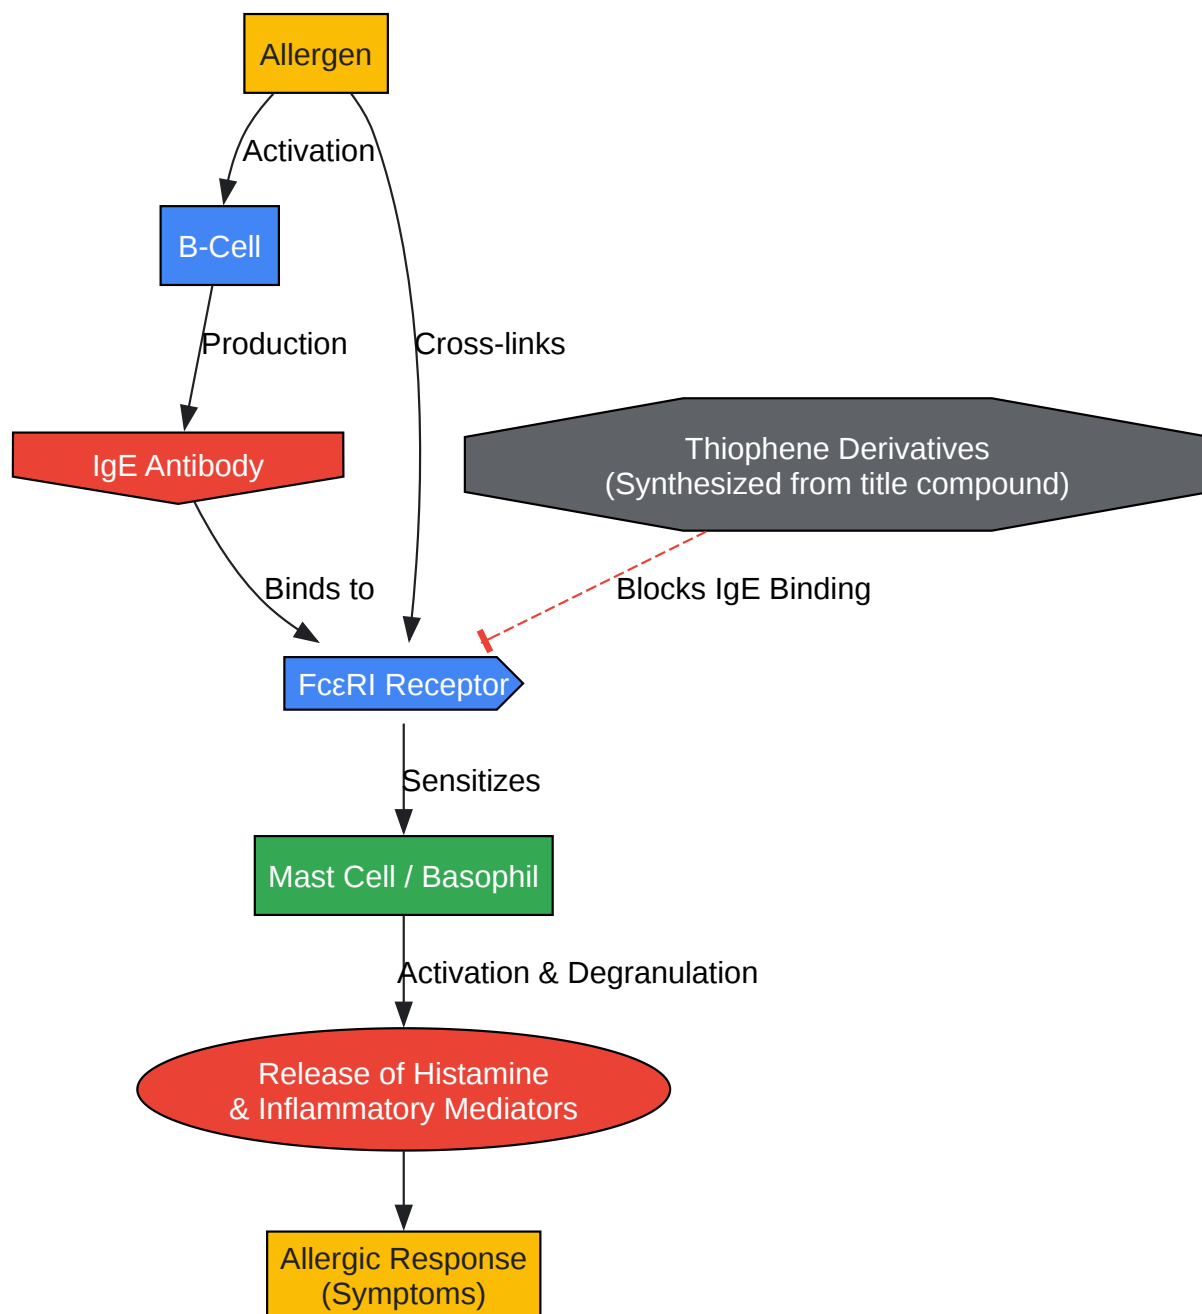 Allergen
Activation
B-Cell
Production
Cross-links
IgE Antibody
Thiophene Derivatives
(Synthesized from title compound)
Binds to
Blocks IgE Binding
FcεRI Receptor
Sensitizes
Mast Cell / Basophil
Activation & Degranulation
Release of Histamine
& Inflammatory Mediators
Allergic Response
(Symptoms)